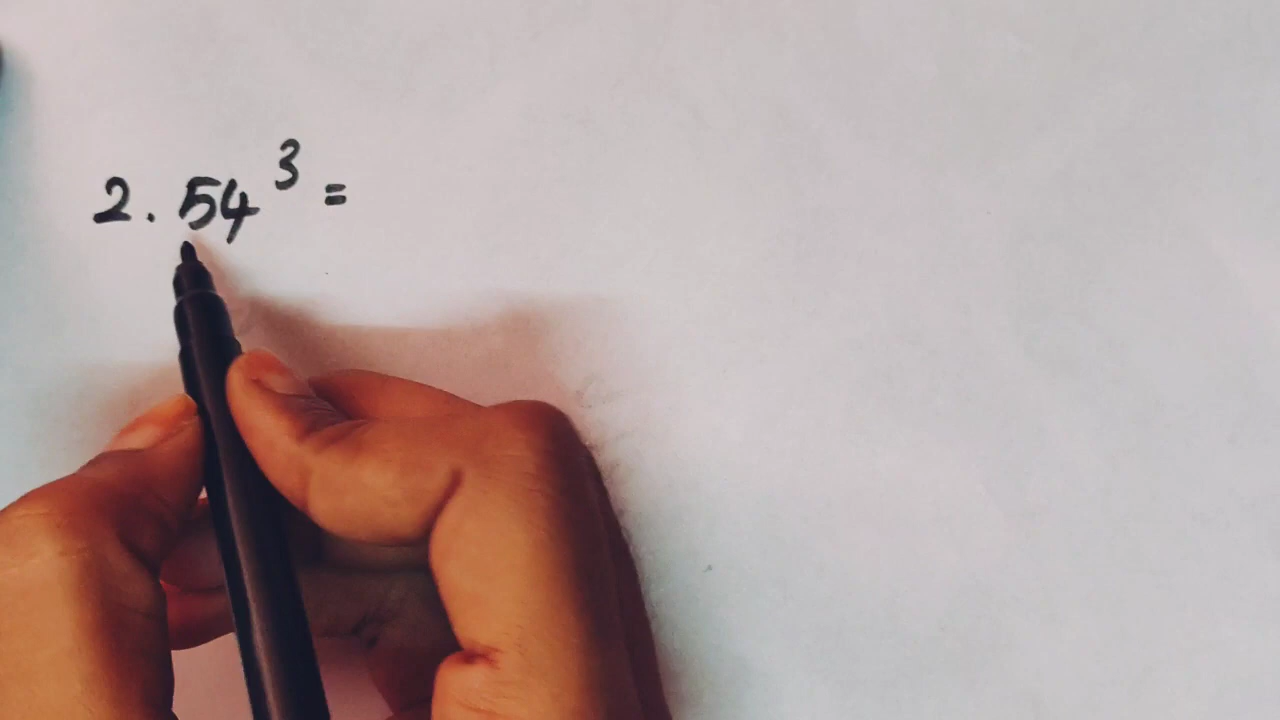 2. 54³ =